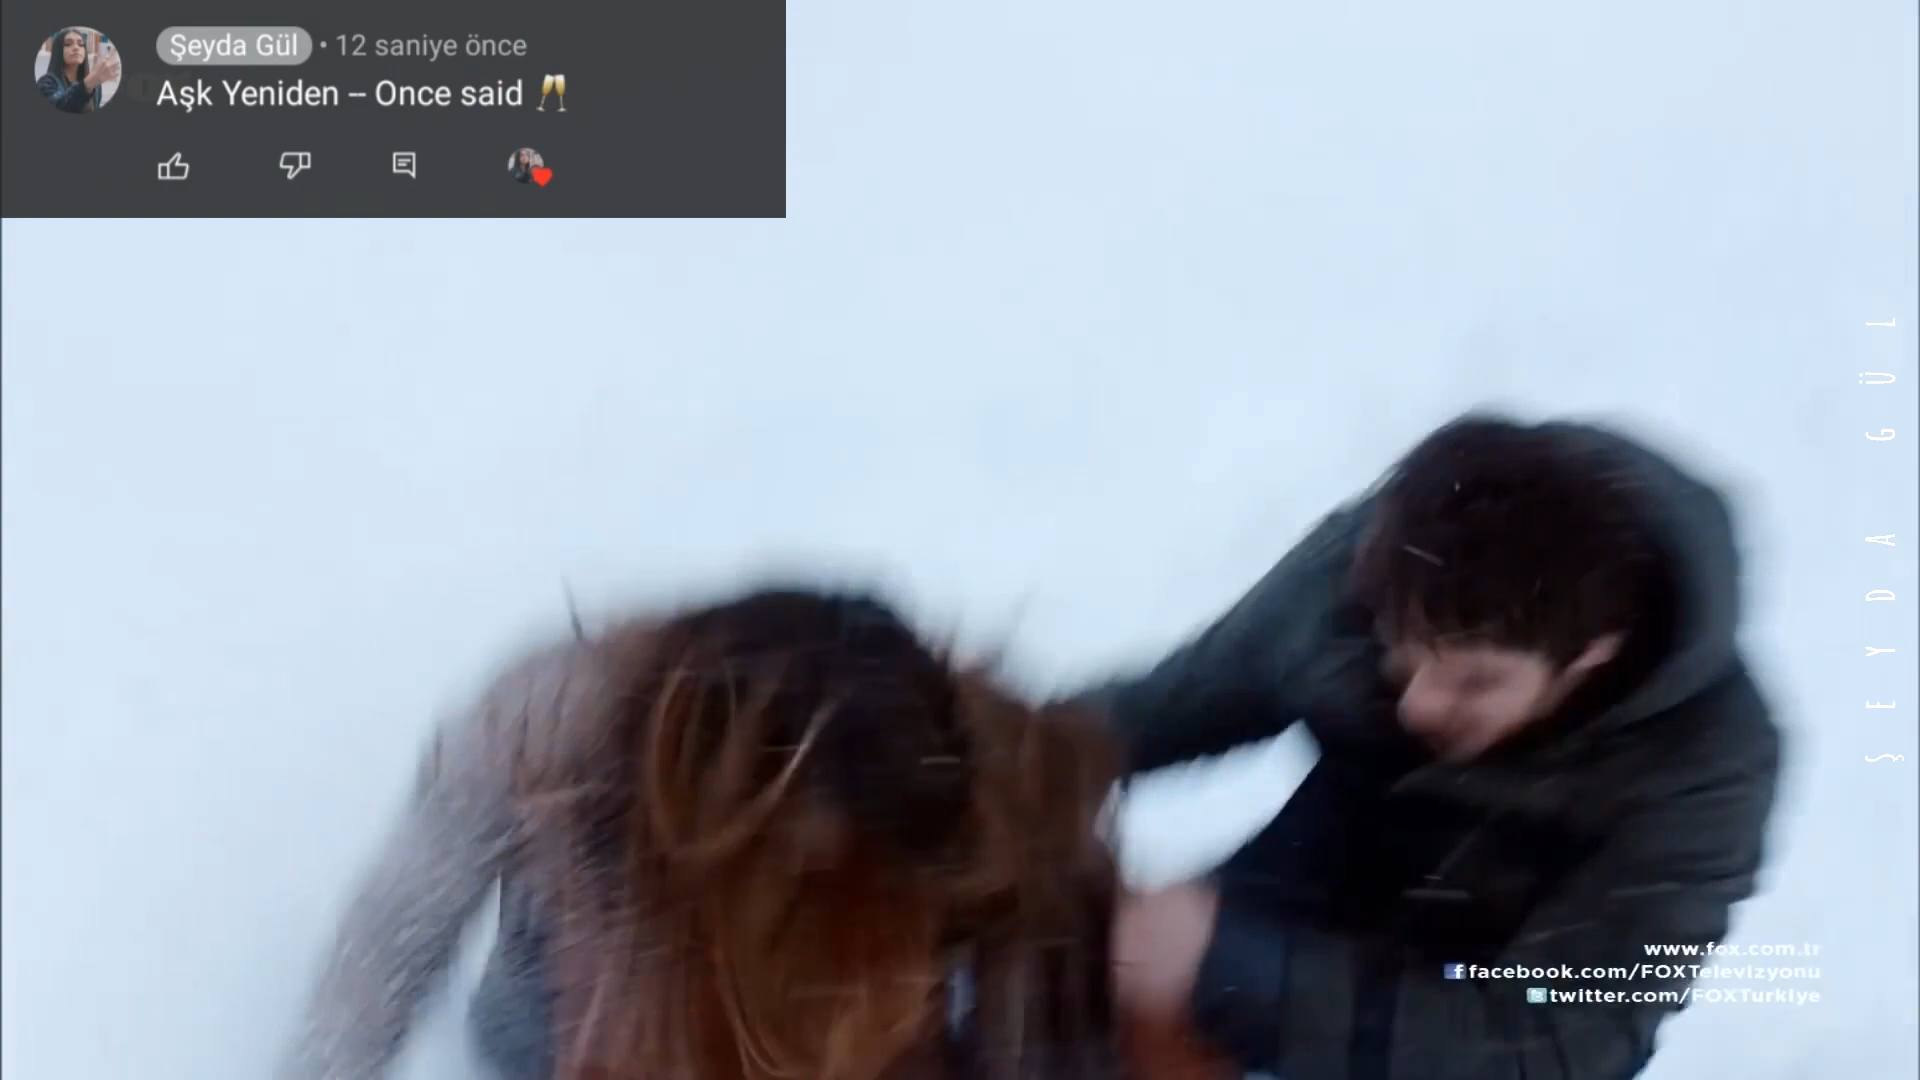 Şeyda Gül • 12 saniye önce
Aşk Yeniden -- Once said 🥂
ŞEYDA GÜL
www.fox.com.tr
facebook.com/FOXTelevizyonu
twitter.com/FOXTurkiye